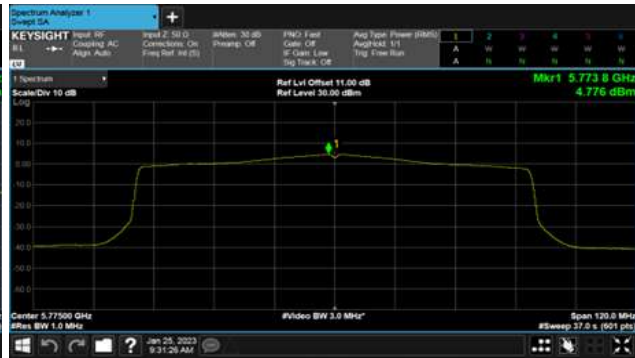 Spectrum Analyzer 1
Swept SA
+
KEYSIGHT
Input: RF
Input Z: 50 Ω
#Atten: 30 dB
PNO: Fast
Avg Type: Power (RMS)
1 2 3 4 5 6
RL
Coupling: AC
Corrections: On
Preamp: Off
Gate: Off
Avg|Hold: 1/1
A W W W W W
Align: Auto
Freq Ref: Int (S)
IF Gain: Low
Trig: Free Run
Sig Track: Off
A N N N N N
LV
1 Spectrum
Ref Lvl Offset 11.00 dB
Mkr1 5.773 8 GHz
Scale/Div 10 dB
Ref Level 30.00 dBm
4.776 dBm
Log
20.0
10.0
1
0.00
-10.0
-20.0
-30.0
-40.0
-50.0
-60.0
Center 5.77500 GHz
#Video BW 3.0 MHz*
Span 120.0 MHz
#Res BW 1.0 MHz
#Sweep 37.0 s (601 pts)
?
Jan 25, 2023
9:31:26 AM